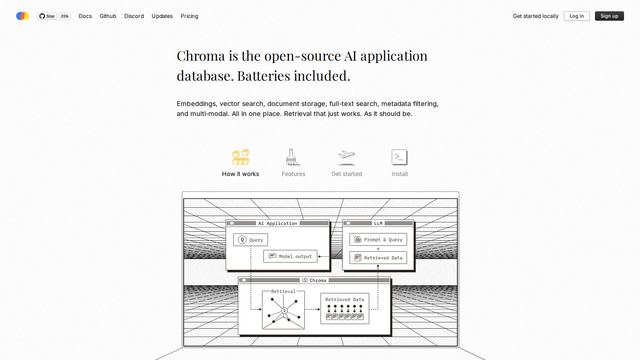 Star 20k Docs Github Discord Updates Pricing Get started locally Log in Sign up
Chroma is the open-source AI application
database. Batteries included.
Embeddings, vector search, document storage, full-text search, metadata filtering,
and multi-modal. All in one place. Retrieval that just works. As it should be.
How it works Features Get started Install
AI Application LLM
Query Prompt & Query
Model output Retrieved Data
Chroma
Retrieval
Retrieved Data